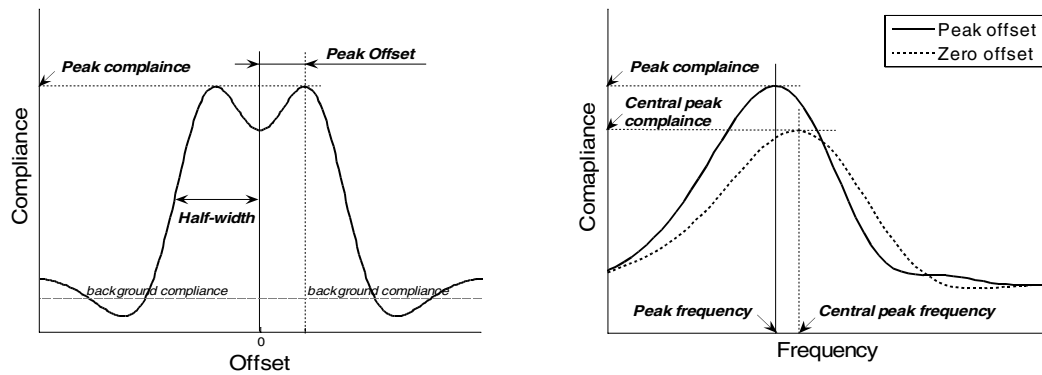 Compliance
Peak complaince
Peak Offset
Half-width
background compliance
background compliance
0
Offset
Comapliance
Peak complaince
Central peak
complaince
Peak offset
Zero offset
Peak frequency
Central peak frequency
Frequency